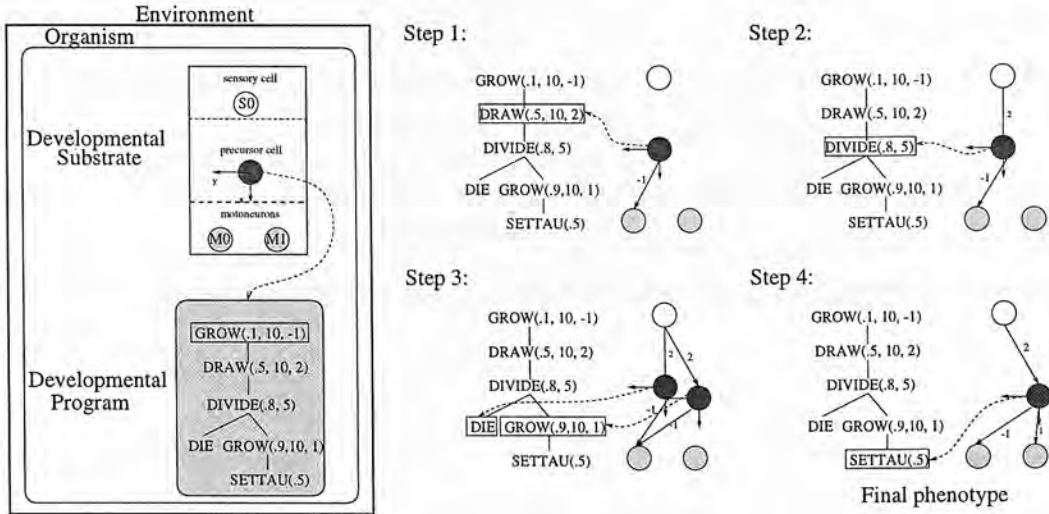 Environment
Organism
sensory cell
S0
Developmental
Substrate
precursor cell
y
x
motoneurons
M0 M1
Developmental
Program
GROW(.1, 10, -1)
DRAW(.5, 10, 2)
DIVIDE(.8, 5)
DIE GROW(.9,10, 1)
SETTAU(.5)
Step 1:
GROW(.1, 10, -1)
DRAW(.5, 10, 2)
DIVIDE(.8, 5)
DIE GROW(.9,10, 1)
SETTAU(.5)
-1
Step 2:
GROW(.1, 10, -1)
DRAW(.5, 10, 2)
DIVIDE(.8, 5)
DIE GROW(.9,10, 1)
SETTAU(.5)
2
-1
Step 3:
GROW(.1, 10, -1)
DRAW(.5, 10, 2)
DIVIDE(.8, 5)
DIE GROW(.9,10, 1)
SETTAU(.5)
2 2
-1
-1
Step 4:
GROW(.1, 10, -1)
DRAW(.5, 10, 2)
DIVIDE(.8, 5)
DIE GROW(.9,10, 1)
SETTAU(.5)
2
-1 1
Final phenotype